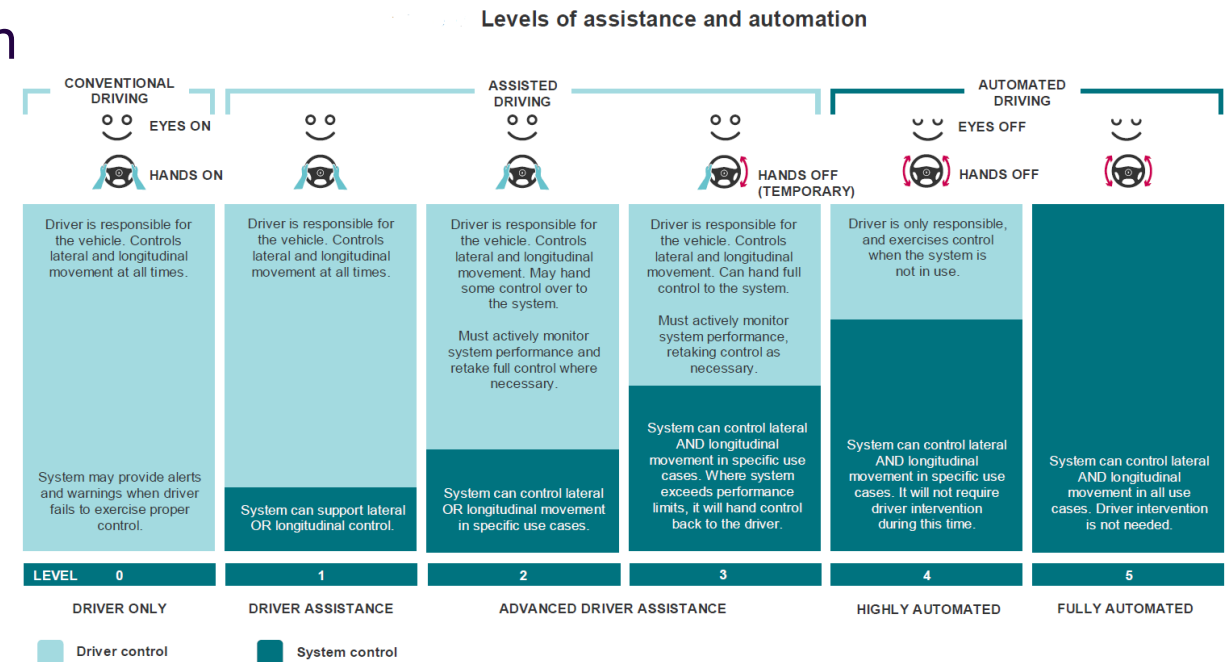 n
Levels of assistance and automation
CONVENTIONAL
DRIVING
ASSISTED
DRIVING
AUTOMATED
DRIVING
EYES ON
EYES OFF
HANDS ON
HANDS OFF
(TEMPORARY)
HANDS OFF
Driver is responsible for
the vehicle. Controls
lateral and longitudinal
movement at all times.
System may provide alerts
and warnings when driver
fails to exercise proper
control.
Driver is responsible for
the vehicle. Controls
lateral and longitudinal
movement at all times.
System can support lateral
OR longitudinal control.
Driver is responsible for
the vehicle. Controls
lateral and longitudinal
movement. May hand
some control over to
the system.
Must actively monitor
system performance and
retake full control where
necessary.
System can control lateral
OR longitudinal movement
in specific use cases.
Driver is responsible for
the vehicle. Controls
lateral and longitudinal
movement. Can hand full
control to the system.
Must actively monitor
system performance,
retaking control as
necessary.
System can control lateral
AND longitudinal
movement in specific use
cases. Where system
exceeds performance
limits, it will hand control
back to the driver.
Driver is only responsible,
and exercises control
when the system is
not in use.
System can control lateral
AND longitudinal
movement in specific use
cases. It will not require
driver intervention
during this time.
System can control lateral
AND longitudinal
movement in all use
cases. Driver intervention
is not needed.
LEVEL 0 1 2 3 4 5
DRIVER ONLY
DRIVER ASSISTANCE
ADVANCED DRIVER ASSISTANCE
HIGHLY AUTOMATED
FULLY AUTOMATED
Driver control
System control